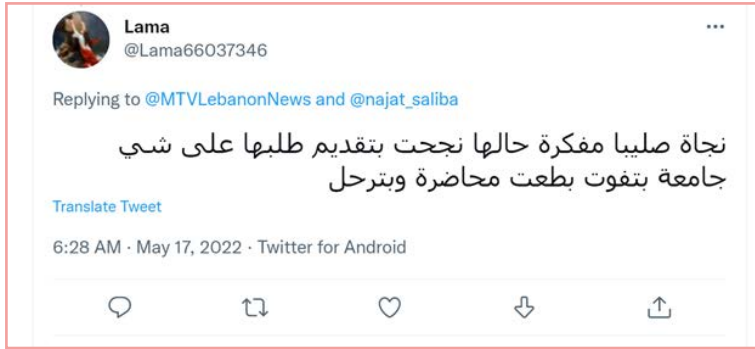 Lama
@Lama66037346
Replying to @MTVLebanonNews and @najat_saliba
نجاة صليبا مفكرة حالها نجحت بتقديم طلبها على شي
جامعة بتفوت بطعت محاضرة وبترحل
Translate Tweet
6:28 AM · May 17, 2022 · Twitter for Android